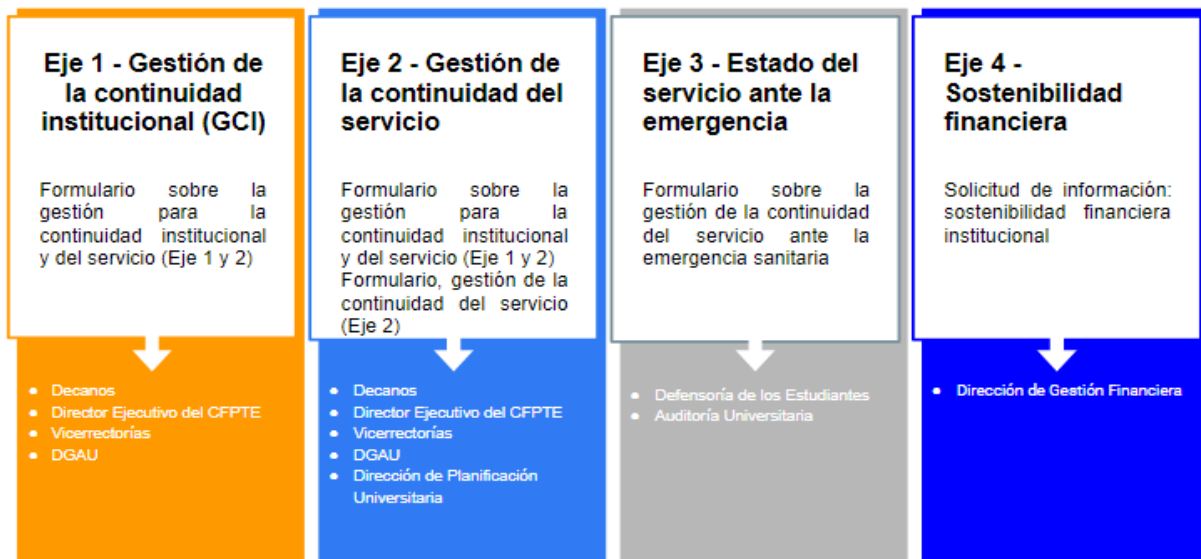 Eje 1 - Gestión de
la continuidad
institucional (GCI)
Formulario sobre la
gestión para la
continuidad institucional
y del servicio (Eje 1 y 2)
● Decanos
● Director Ejecutivo del CFPTE
● Vicerrectorías
● DGAU
Eje 2 - Gestión de
la continuidad del
servicio
Formulario sobre la
gestión para la
continuidad institucional
y del servicio (Eje 1 y 2)
Formulario, gestión de la
continuidad del servicio
(Eje 2)
● Decanos
● Director Ejecutivo del CFPTE
● Vicerrectorías
● DGAU
● Dirección de Planificación
Universitaria
Eje 3 - Estado del
servicio ante la
emergencia
Formulario sobre la
gestión de la continuidad
del servicio ante la
emergencia sanitaria
● Defensoría de los Estudiantes
● Auditoría Universitaria
Eje 4 -
Sostenibilidad
financiera
Solicitud de información:
sostenibilidad financiera
institucional
● Dirección de Gestión Financiera